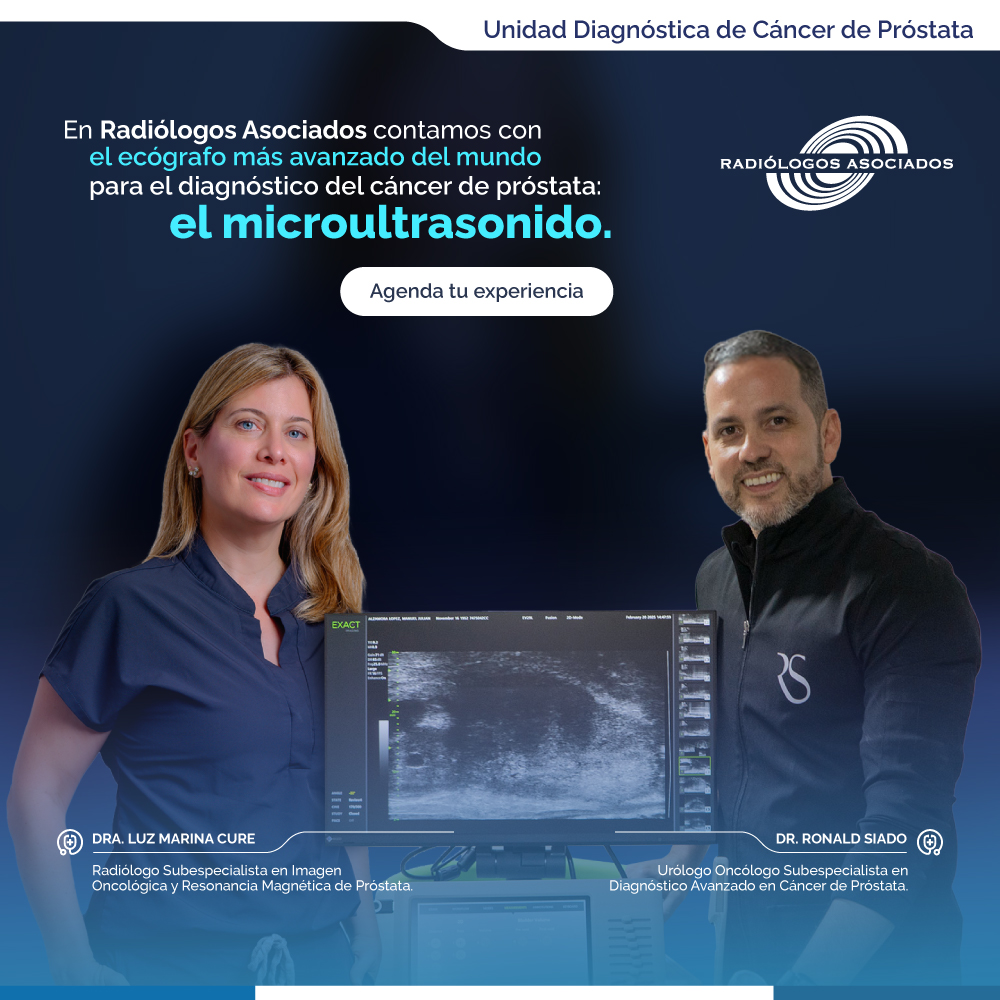 Unidad Diagnóstica de Cáncer de Próstata
En Radiólogos Asociados contamos con
el ecógrafo más avanzado del mundo
para el diagnóstico del cáncer de próstata:
el microultrasonido.
RADIÓLOGOS ASOCIADOS
Agenda tu experiencia
EXACT
RS
DRA. LUZ MARINA CURE
Radiólogo Subespecialista en Imagen
Oncológica y Resonancia Magnética de Próstata.
DR. RONALD SIADO
Urólogo Oncólogo Subespecialista en
Diagnóstico Avanzado en Cáncer de Próstata.